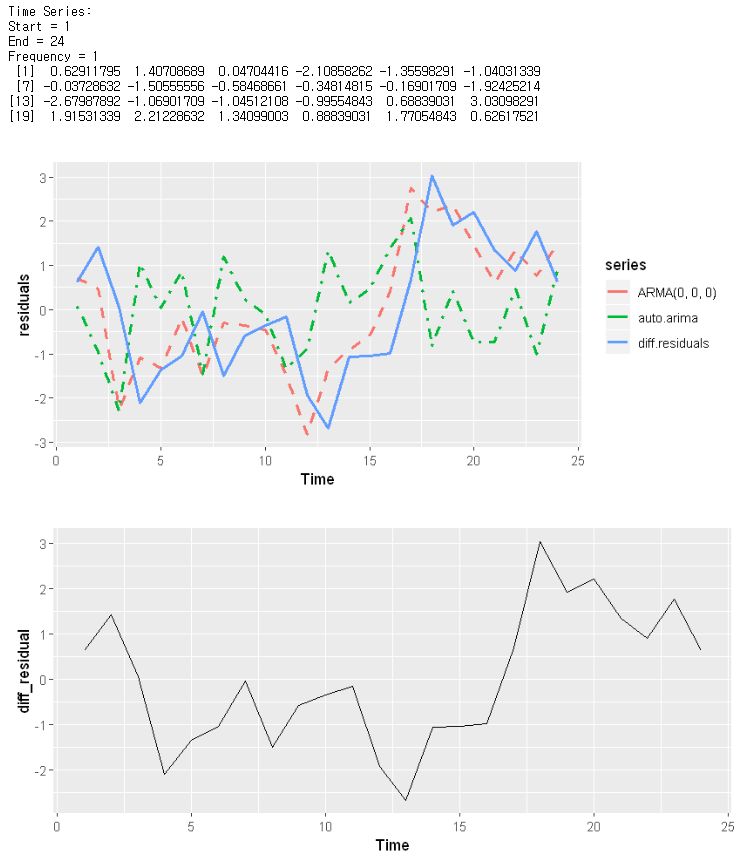 Time Series:
Start = 1
End = 24
Frequency = 1
[1] 0.62911795 1.40708689 0.04704416 -2.10858262 -1.35598291 -1.04031339
[7] -0.03728632 -1.50555556 -0.58468661 -0.34814815 -0.16901709 -1.92425214
[13] -2.67987892 -1.06901709 -1.04512108 -0.99554843 0.68839031 3.03098291
[19] 1.91531339 2.21228632 1.34099003 0.88839031 1.77054843 0.62617521
3
2
1
0
-1
-2
-3
residuals
0 5 10 15 20 25
Time
series
ARMA(0, 0, 0)
auto.arima
diff.residuals
3
2
1
0
-1
-2
diff_residual
0 5 10 15 20 25
Time